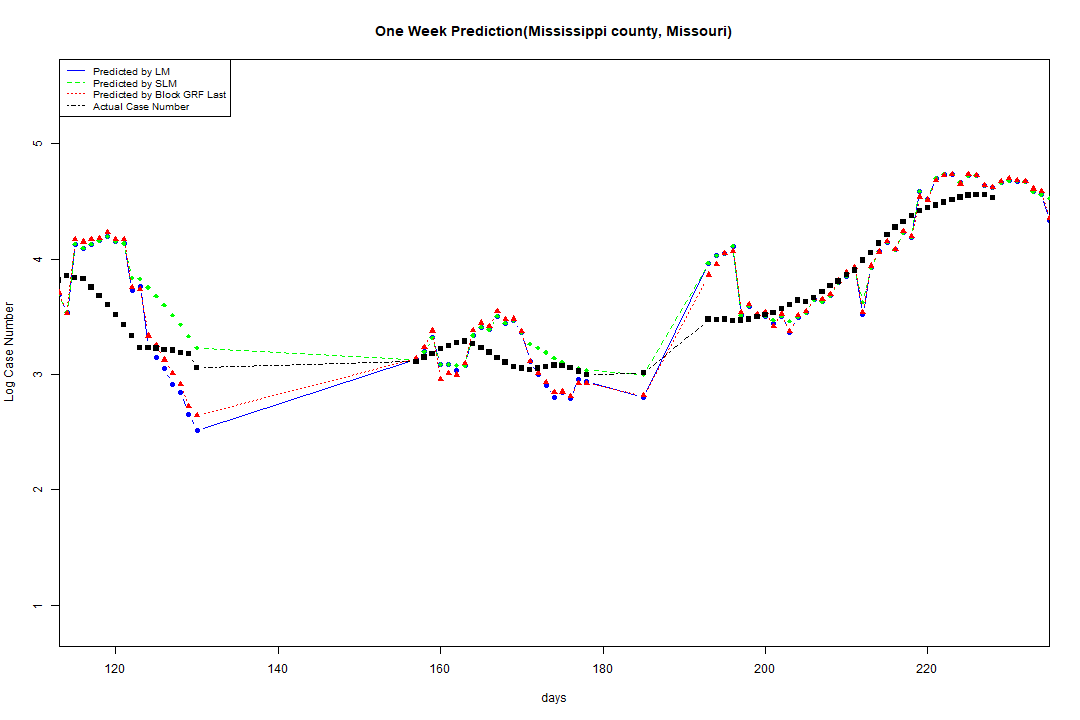 One Week Prediction(Mississippi county, Missouri)
Predicted by LM
Predicted by SLM
Predicted by Block GRF Last
Actual Case Number
5
4
3
2
1
Log Case Number
120 140 160 180 200 220
days